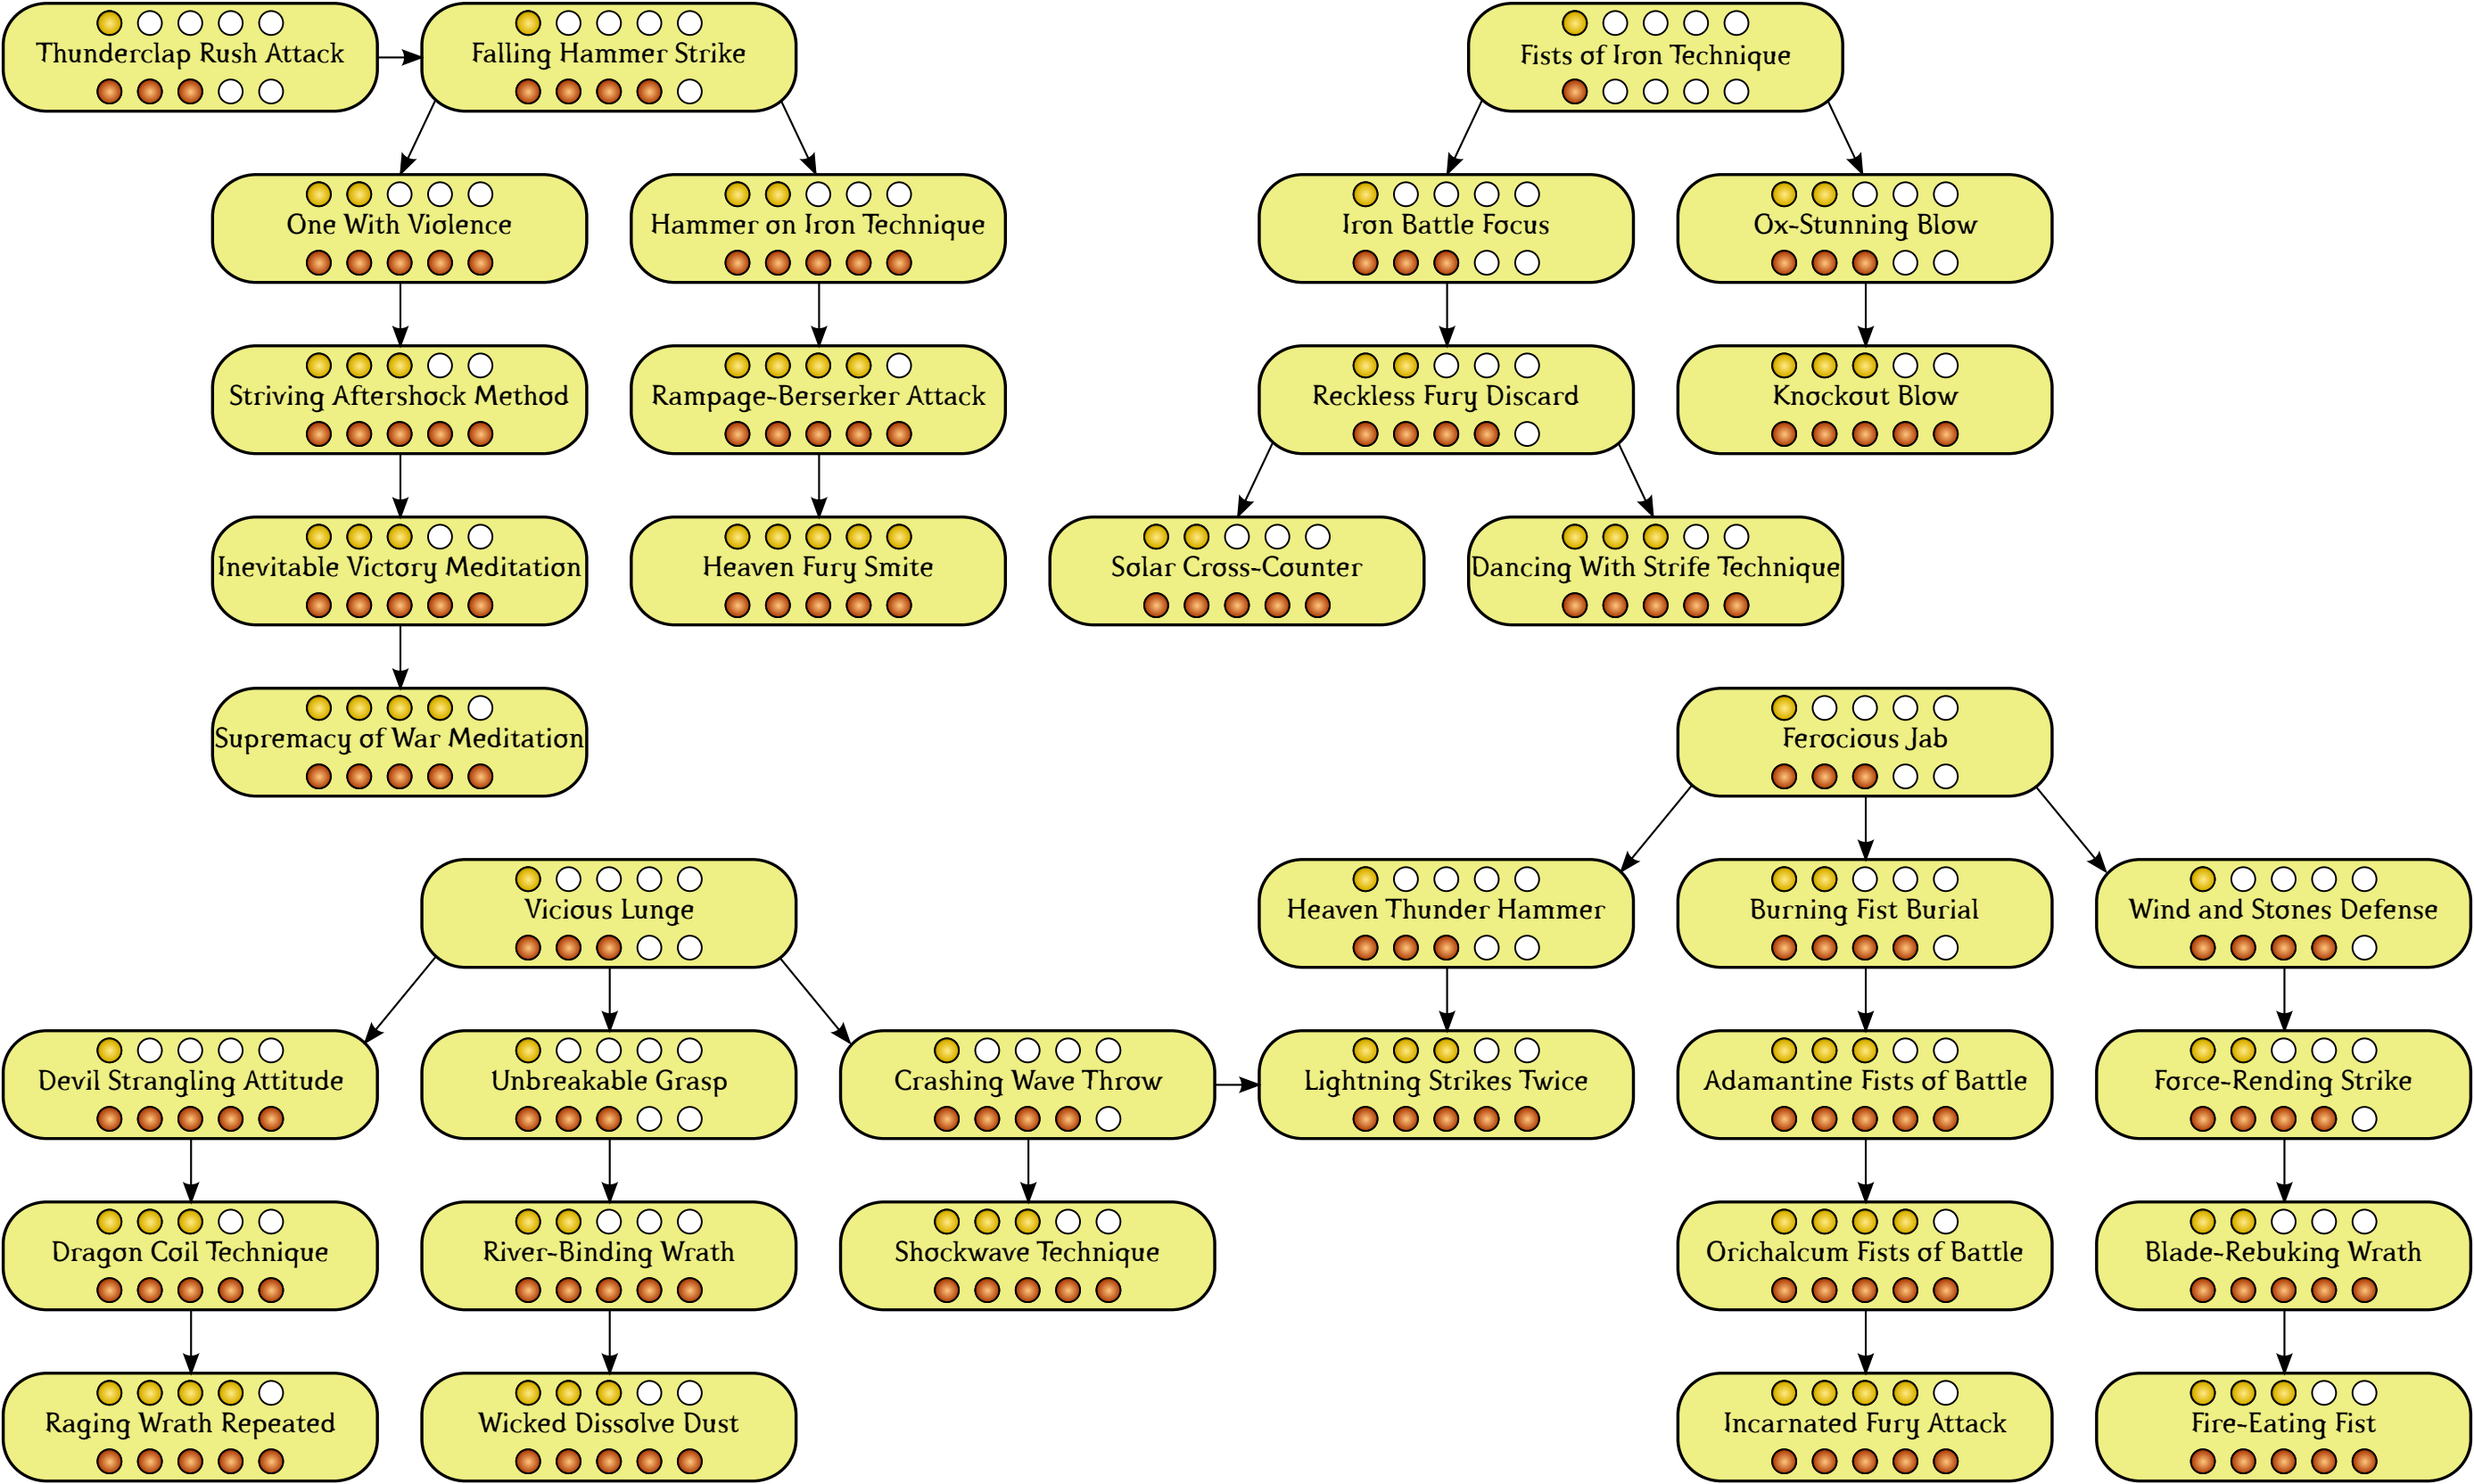 Thunderclap Rush Attack
Falling Hammer Strike
Fists of Iron Technique
One With Violence
Hammer on Iron Technique
Iron Battle Focus
Ox-Stunning Blow
Striving Aftershock Method
Rampage-Berserker Attack
Reckless Fury Discard
Knockout Blow
Inevitable Victory Meditation
Heaven Fury Smite
Solar Cross-Counter
Dancing With Strife Technique
Supremacy of War Meditation
Ferocious Jab
Vicious Lunge
Heaven Thunder Hammer
Burning Fist Burial
Wind and Stones Defense
Devil Strangling Attitude
Unbreakable Grasp
Crashing Wave Throw
Lightning Strikes Twice
Adamantine Fists of Battle
Force-Rending Strike
Dragon Coil Technique
River-Binding Wrath
Shockwave Technique
Orichalcum Fists of Battle
Blade-Rebuking Wrath
Raging Wrath Repeated
Wicked Dissolve Dust
Incarnated Fury Attack
Fire-Eating Fist